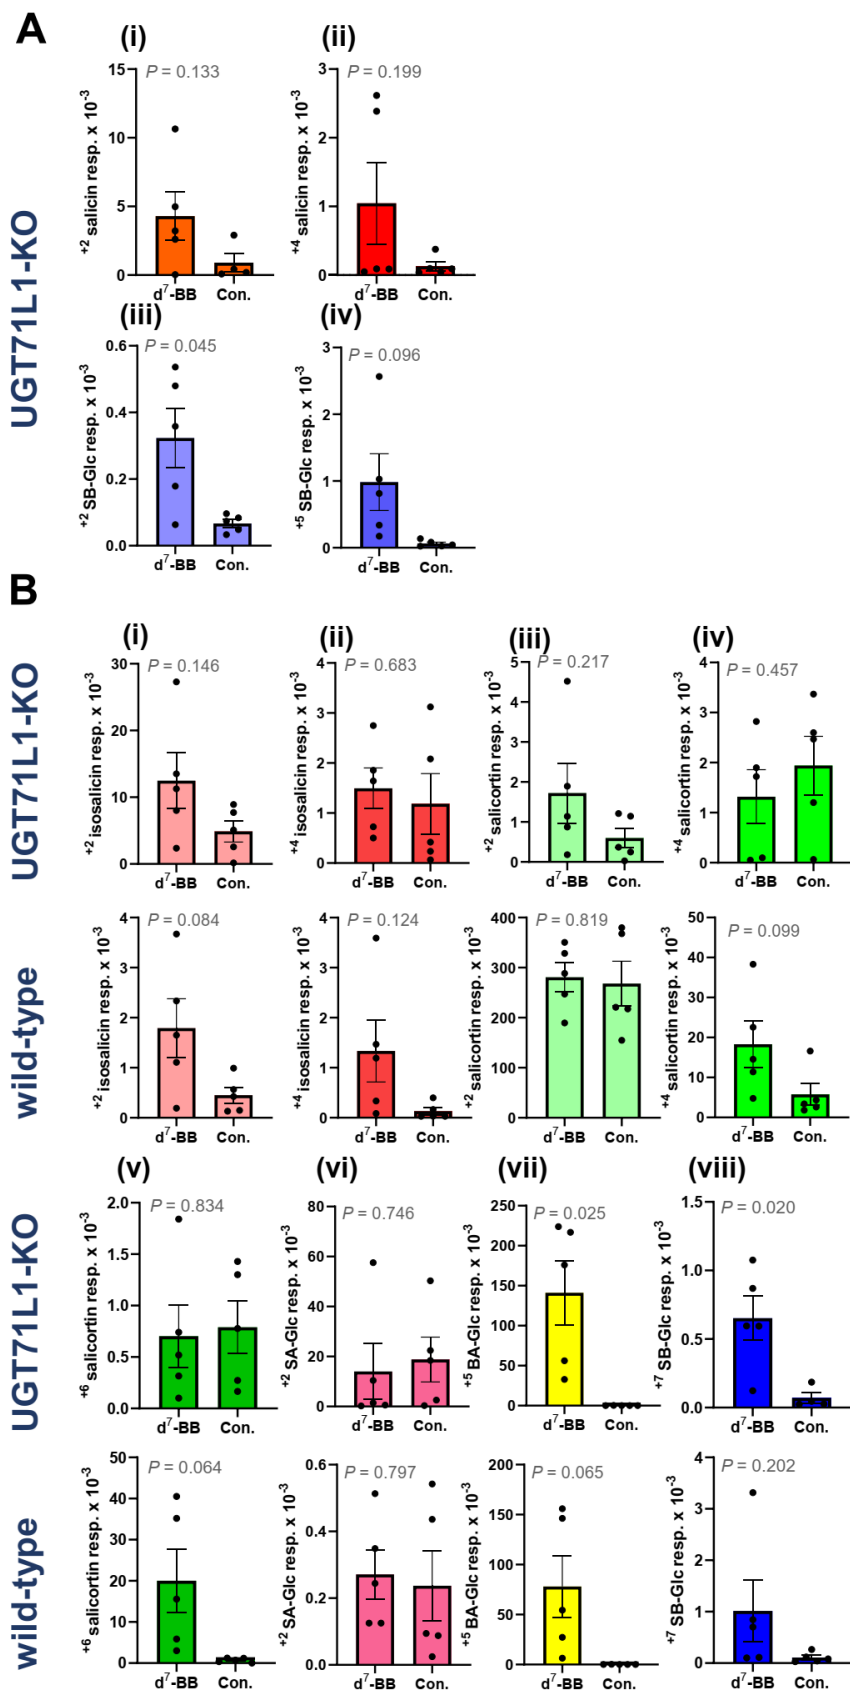 A
UGT71L1-KO
(i)
P = 0.133
+2 salicin resp. x 10-3
15
10
5
0
d7-BB Con.
(ii)
P = 0.199
+4 salicin resp. x 10-3
3
2
1
0
d7-BB Con.
(iii)
P = 0.045
+2 SB-Glc resp. x 10-3
0.6
0.4
0.2
0.0
d7-BB Con.
(iv)
P = 0.096
+5 SB-Glc resp. x 10-3
3
2
1
0
d7-BB Con.
B
UGT71L1-KO
(i)
P = 0.146
+2 isosalicin resp. x 10-3
30
20
10
0
d7-BB Con.
(ii)
P = 0.683
+4 isosalicin resp. x 10-3
4
3
2
1
0
d7-BB Con.
(iii)
P = 0.217
+2 salicortin resp. x 10-3
5
4
3
2
1
0
d7-BB Con.
(iv)
P = 0.457
+4 salicortin resp. x 10-3
4
3
2
1
0
d7-BB Con.
wild-type
P = 0.084
+2 isosalicin resp. x 10-3
4
3
2
1
0
d7-BB Con.
P = 0.124
+4 isosalicin resp. x 10-3
4
3
2
1
0
d7-BB Con.
P = 0.819
+2 salicortin resp. x 10-3
400
300
200
100
0
d7-BB Con.
P = 0.099
+4 salicortin resp. x 10-3
50
40
30
20
10
0
d7-BB Con.
UGT71L1-KO
(v)
P = 0.834
+6 salicortin resp. x 10-3
2.0
1.5
1.0
0.5
0.0
d7-BB Con.
(vi)
P = 0.746
+2 SA-Glc resp. x 10-3
80
60
40
20
0
d7-BB Con.
(vii)
P = 0.025
+5 BA-Glc resp. x 10-3
250
200
150
100
50
0
d7-BB Con.
(viii)
P = 0.020
+7 SB-Glc resp. x 10-3
1.5
1.0
0.5
0.0
d7-BB Con.
wild-type
P = 0.064
+6 salicortin resp. x 10-3
50
40
30
20
10
0
d7-BB Con.
P = 0.797
+2 SA-Glc resp. x 10-3
0.6
0.4
0.2
0.0
d7-BB Con.
P = 0.065
+5 BA-Glc resp. x 10-3
200
150
100
50
0
d7-BB Con.
P = 0.202
+7 SB-Glc resp. x 10-3
4
3
2
1
0
d7-BB Con.